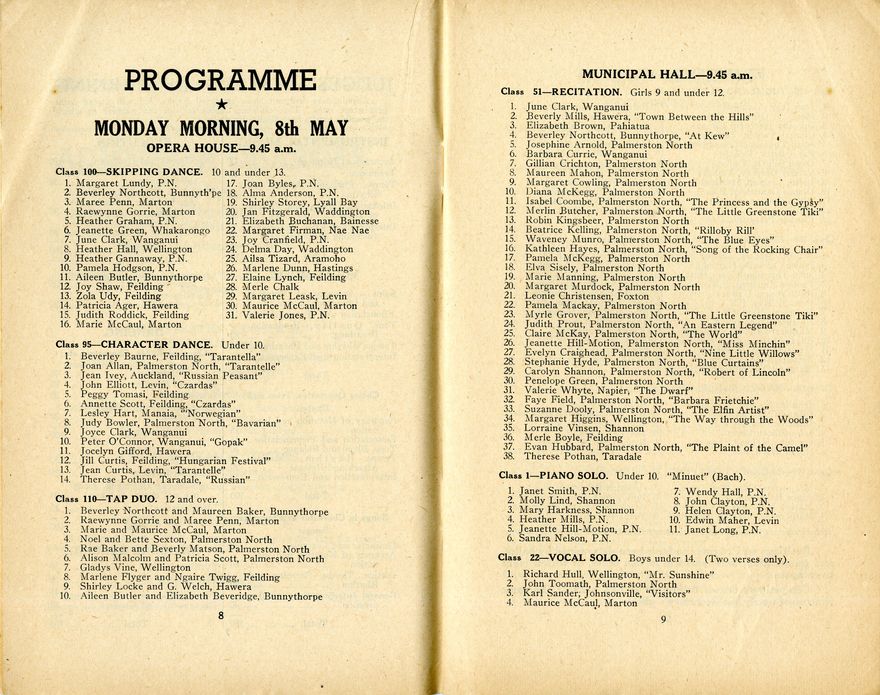 PROGRAMME
★
MONDAY MORNING, 8th MAY
OPERA HOUSE—9.45 a.m.
Class 100—SKIPPING DANCE. 10 and under 13.
1. Margaret Lundy, P.N.
2. Beverley Northcott, Bunnyth'pe
3. Maree Penn, Marton
4. Raewynne Gorrie, Marton
5. Heather Graham, P.N.
6. Jeanette Green, Whakarongo
7. June Clark, Wanganui
8. Heather Hall, Wellington
9. Heather Gannaway, P.N.
10. Pamela Hodgson, P.N.
11. Aileen Butler, Bunnythorpe
12. Joy Shaw, Feilding
13. Zola Udy, Feilding
14. Patricia Ager, Hawera
15. Judith Roddick, Feilding
16. Marie McCaul, Marton
17. Joan Byles, P.N.
18. Alma Anderson, P.N.
19. Shirley Storey, Lyall Bay
20. Jan Fitzgerald, Waddington
21. Elizabeth Buchanan, Bainesse
22. Margaret Firman, Nae Nae
23. Joy Cranfield, P.N.
24. Delma Day, Waddington
25. Ailsa Tizard, Aramoho
26. Marlene Dunn, Hastings
27. Elaine Lynch, Feilding
28. Merle Chalk
29. Margaret Leask, Levin
30. Maurice McCaul, Marton
31. Valerie Jones, P.N.
Class 95—CHARACTER DANCE. Under 10.
1. Beverley Baurne, Feilding, "Tarantella"
2. Joan Allan, Palmerston North, "Tarantelle"
3. Jean Ivey, Auckland, "Russian Peasant"
4. John Elliott, Levin, "Czardas"
5. Peggy Tomasi, Feilding
6. Annette Scott, Feilding, "Czardas"
7. Lesley Hart, Manaia, "Norwegian"
8. Judy Bowler, Palmerston North, "Bavarian"
9. Joyce Clark, Wanganui
10. Peter O'Connor, Wanganui, "Gopak"
11. Jocelyn Gifford, Hawera
12. Jill Curtis, Feilding, "Hungarian Festival"
13. Jean Curtis, Levin, "Tarantelle"
14. Therese Pothan, Taradale, "Russian"
Class 110—TAP DUO. 12 and over.
1. Beverley Northcott and Maureen Baker, Bunnythorpe
2. Raewynne Gorrie and Maree Penn, Marton
3. Marie and Maurice McCaul, Marton
4. Noel and Bette Sexton, Palmerston North
5. Rae Baker and Beverly Matson, Palmerston North
6. Alison Malcolm and Patricia Scott, Palmerston North
7. Gladys Vine, Wellington
8. Marlene Flyger and Ngaire Twigg, Feilding
9. Shirley Locke and G. Welch, Hawera
10. Aileen Butler and Elizabeth Beveridge, Bunnythorpe
8
MUNICIPAL HALL—9.45 a.m.
Class 51—RECITATION. Girls 9 and under 12.
1. June Clark, Wanganui
2. Beverly Mills, Hawera, "Town Between the Hills"
3. Elizabeth Brown, Pahiatua
4. Beverley Northcott, Bunnythorpe, "At Kew"
5. Josephine Arnold, Palmerston North
6. Barbara Currie, Wanganui
7. Gillian Crichton, Palmerston North
8. Maureen Mahon, Palmerston North
9. Margaret Cowling, Palmerston North
10. Diana McKegg, Palmerston North
11. Isabel Coombe, Palmerston North, "The Princess and the Gypsy"
12. Merlin Butcher, Palmerston North, "The Little Greenstone Tiki"
13. Robin Kingsbeer, Palmerston North
14. Beatrice Kelling, Palmerston North, "Rilloby Rill'
15. Waveney Munro, Palmerston North, "The Blue Eyes"
16. Kathleen Hayes, Palmerston North, "Song of the Rocking Chair"
17. Pamela McKegg, Palmerston North
18. Elva Sisely, Palmerston North
19. Marie Manning, Palmerston North
20. Margaret Murdock, Palmerston North
21. Leonie Christensen, Foxton
22. Pamela Mackay, Palmerston North
23. Myrle Grover, Palmerston North, "The Little Greenstone Tiki"
24. Judith Prout, Palmerston North, "An Eastern Legend"
25. Claire McKay, Palmerston North, "The World"
26. Jeanette Hill-Motion, Palmerston North, "Miss Minchin"
27. Evelyn Craighead, Palmerston North, "Nine Little Willows"
28. Stephanie Hyde, Palmerston North, "Blue Curtains"
29. Carolyn Shannon, Palmerston North, "Robert of Lincoln"
30. Penelope Green, Palmerston North
31. Valerie Whyte, Napier, "The Dwarf"
32. Faye Field, Palmerston North, "Barbara Frietchie"
33. Suzanne Dooly, Palmerston North, "The Elfin Artist"
34. Margaret Higgins, Wellington, "The Way through the Woods"
35. Lorraine Vinsen, Shannon
36. Merle Boyle, Feilding
37. Evan Hubbard, Palmerston North, "The Plaint of the Camel"
38. Therese Pothan, Taradale
Class 1—PIANO SOLO. Under 10. "Minuet" (Bach).
1. Janet Smith, P.N.
2. Molly Lind, Shannon
3. Mary Harkness, Shannon
4. Heather Mills, P.N.
5. Jeanette Hill-Motion, P.N.
6. Sandra Nelson, P.N.
7. Wendy Hall, P.N.
8. John Clayton, P.N.
9. Helen Clayton, P.N.
10. Edwin Maher, Levin
11. Janet Long, P.N.
Class 22—VOCAL SOLO. Boys under 14. (Two verses only).
1. Richard Hull, Wellington, "Mr. Sunshine"
2. John Toomath, Palmerston North
3. Karl Sander, Johnsonville, "Visitors"
4. Maurice McCaul, Marton
9